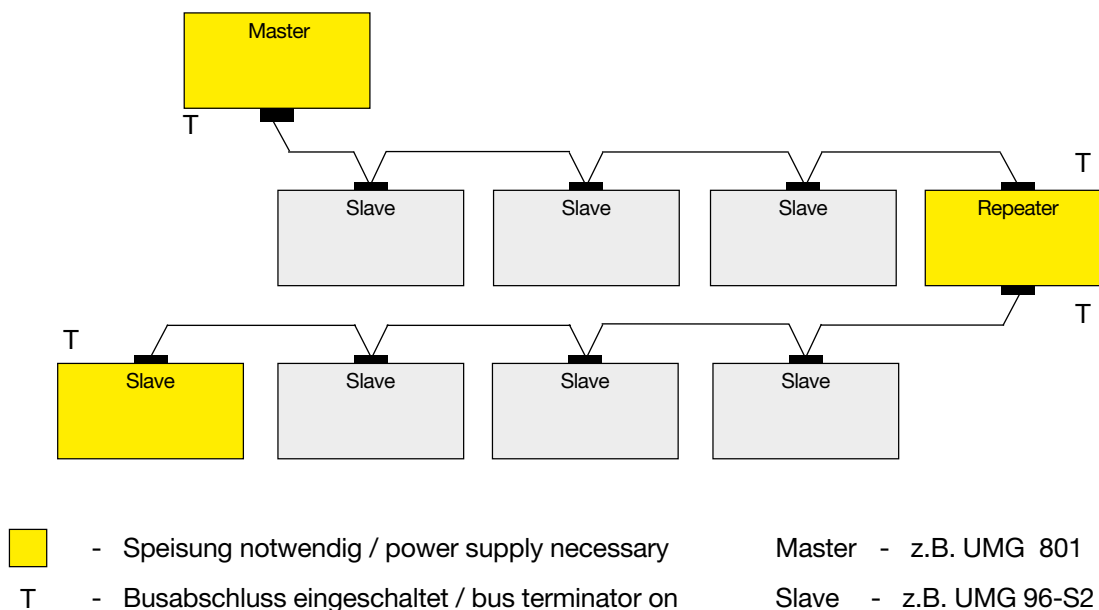 Master
T
T
Slave Slave Slave Repeater
T
T
Slave Slave Slave Slave
- Speisung notwendig / power supply necessary Master - z.B. UMG 801
T - Busabschluss eingeschaltet / bus terminator on Slave - z.B. UMG 96-S2